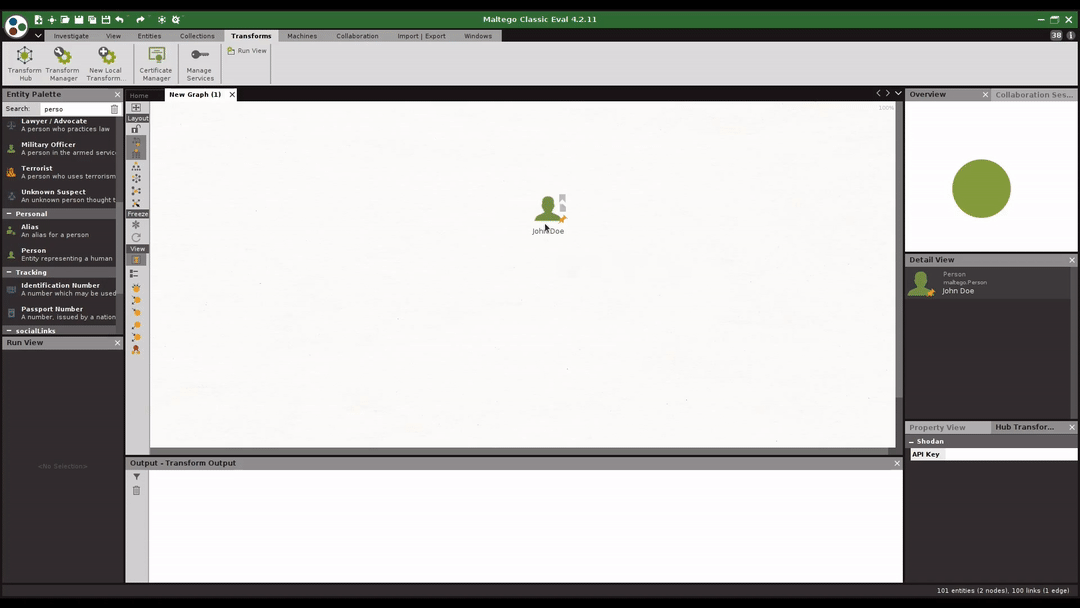 Maltego Classic Eval 4.2.11
Investigate View Entities Collections Transforms Machines Collaboration Import | Export Windows
38
Transform Hub
Transform Manager
New Local Transform...
Certificate Manager
Manage Services
Run View
Entity Palette
Search: perso
Lawyer / Advocate
A person who practices law
Military Officer
A person in the armed servic
Terrorist
A person who uses terrorism
Unknown Suspect
An unknown person thought t
Personal
Alias
An alias for a person
Person
Entity representing a human
Tracking
Identification Number
A number which may be used
Passport Number
A number, issued by a nation
socialLinks
Run View
<No Selection>
Home
New Graph (1)
Layout
Freeze
View
100%
John Doe
Output - Transform Output
Overview
Collaboration Ses...
Detail View
Person
maltego.Person
John Doe
Property View
Hub Transfor...
Shodan
API Key
101 entities (2 nodes), 100 links (1 edge)